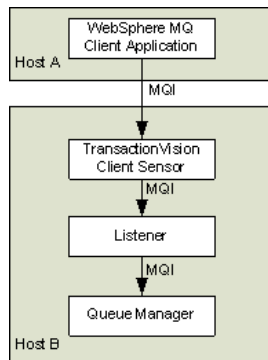 WebSphere MQ
Client Application
Host A
MQI
TransactionVision
Client Sensor
MQI
Listener
MQI
Queue Manager
Host B